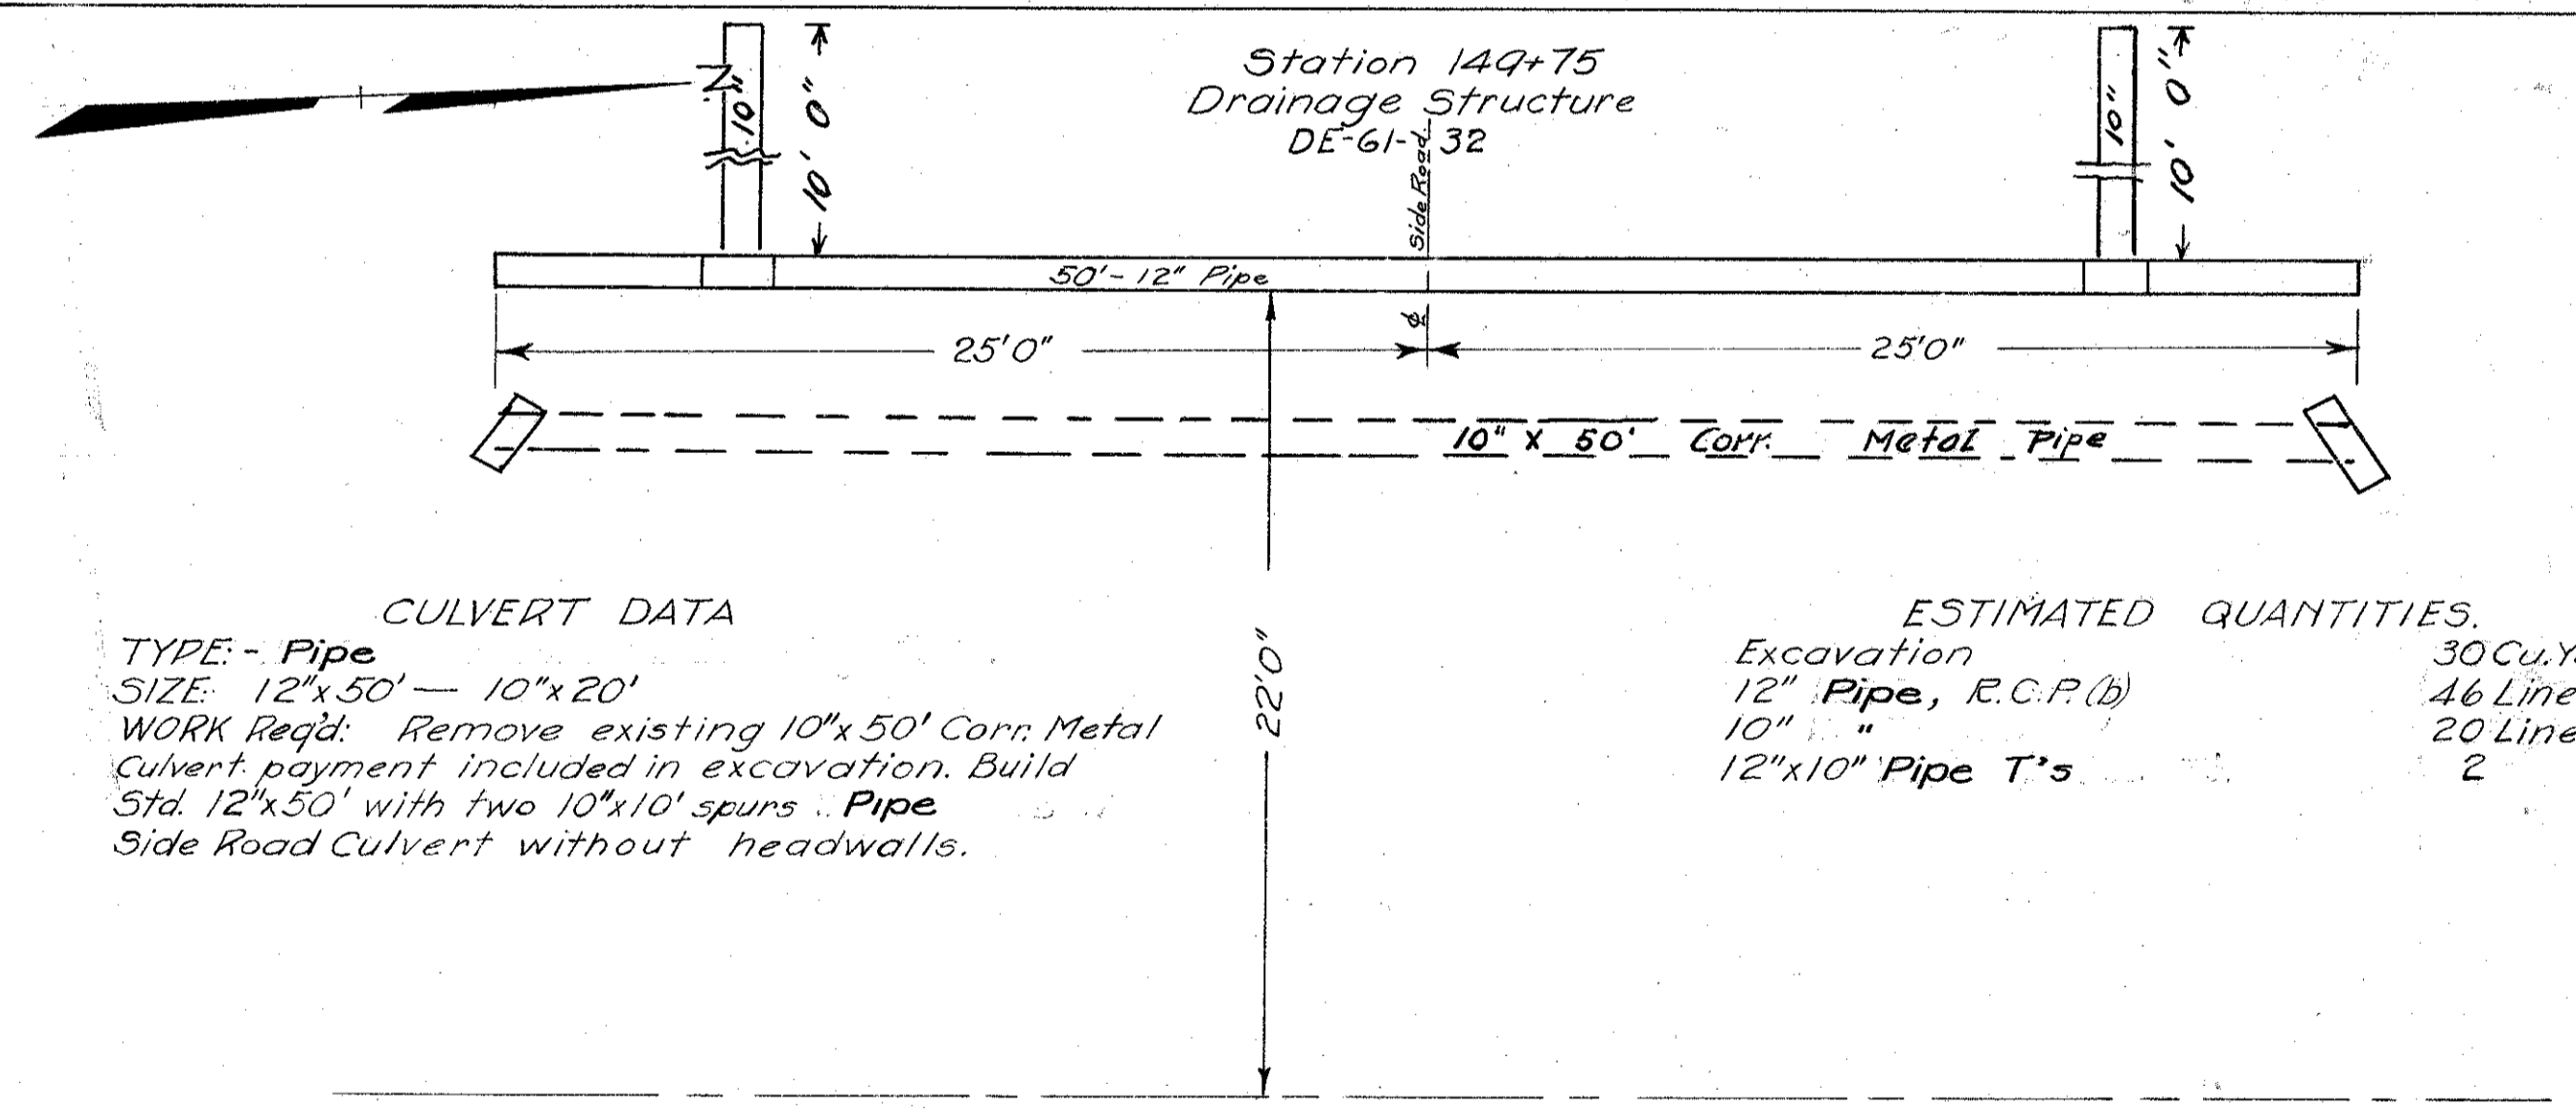 Station 149+75
Drainage Structure
DE-61-132
N
10"
10' 0"
10"
10' 0"
Side Road
50'-12" Pipe
℄
25'0"
25'0"
10" X 50' Corr. Metal Pipe
22'0"
CULVERT DATA
TYPE:- Pipe
SIZE: 12"x50' — 10"x20'
WORK Req'd: Remove existing 10"x50' Corr. Metal
Culvert payment included in excavation. Build
Std. 12"x50' with two 10"x10' spurs .. Pipe
Side Road Culvert without headwalls.
ESTIMATED QUANTITIES.
Excavation 30 Cu.Y
12" Pipe, R.C.P.(b) 46 Line
10" " 20 Line
12"x10" Pipe T's 2